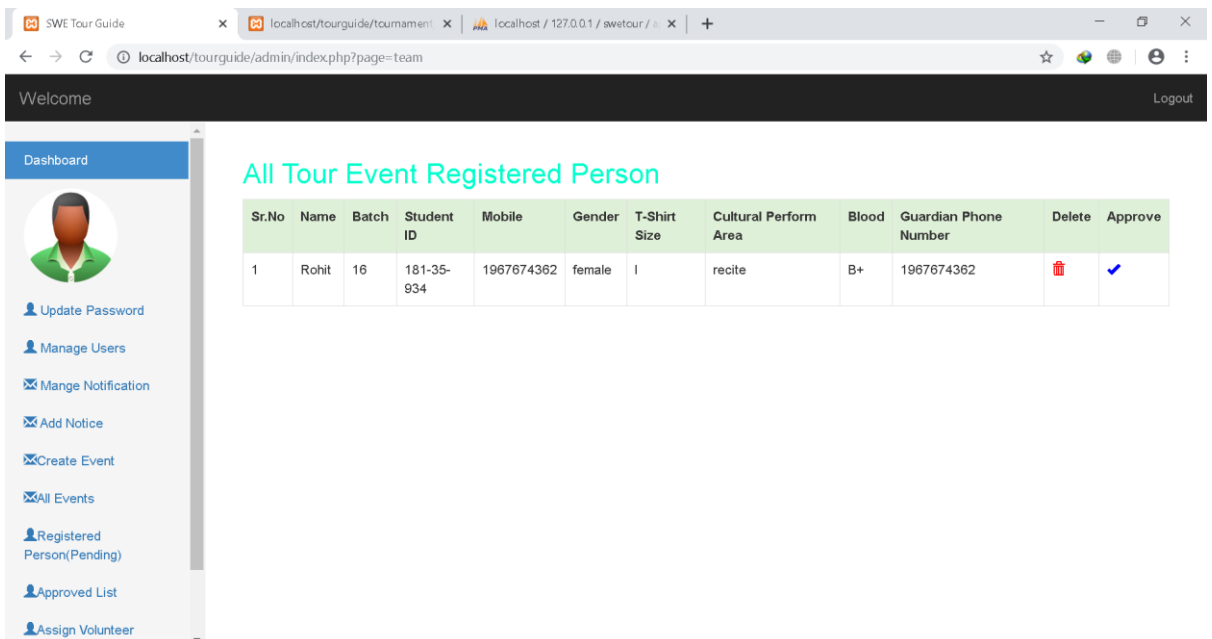 SWE Tour Guide
localhost/tourguide/tournament
localhost / 127.0.0.1 / swetour / a
localhost/tourguide/admin/index.php?page=team
Welcome
Logout
Dashboard
Update Password
Manage Users
Mange Notification
Add Notice
Create Event
All Events
Registered
Person(Pending)
Approved List
Assign Volunteer
All Tour Event Registered Person
Sr.No Name Batch Student ID Mobile Gender T-Shirt Size Cultural Perform Area Blood Guardian Phone Number Delete Approve
1 Rohit 16 181-35-934 1967674362 female l recite B+ 1967674362